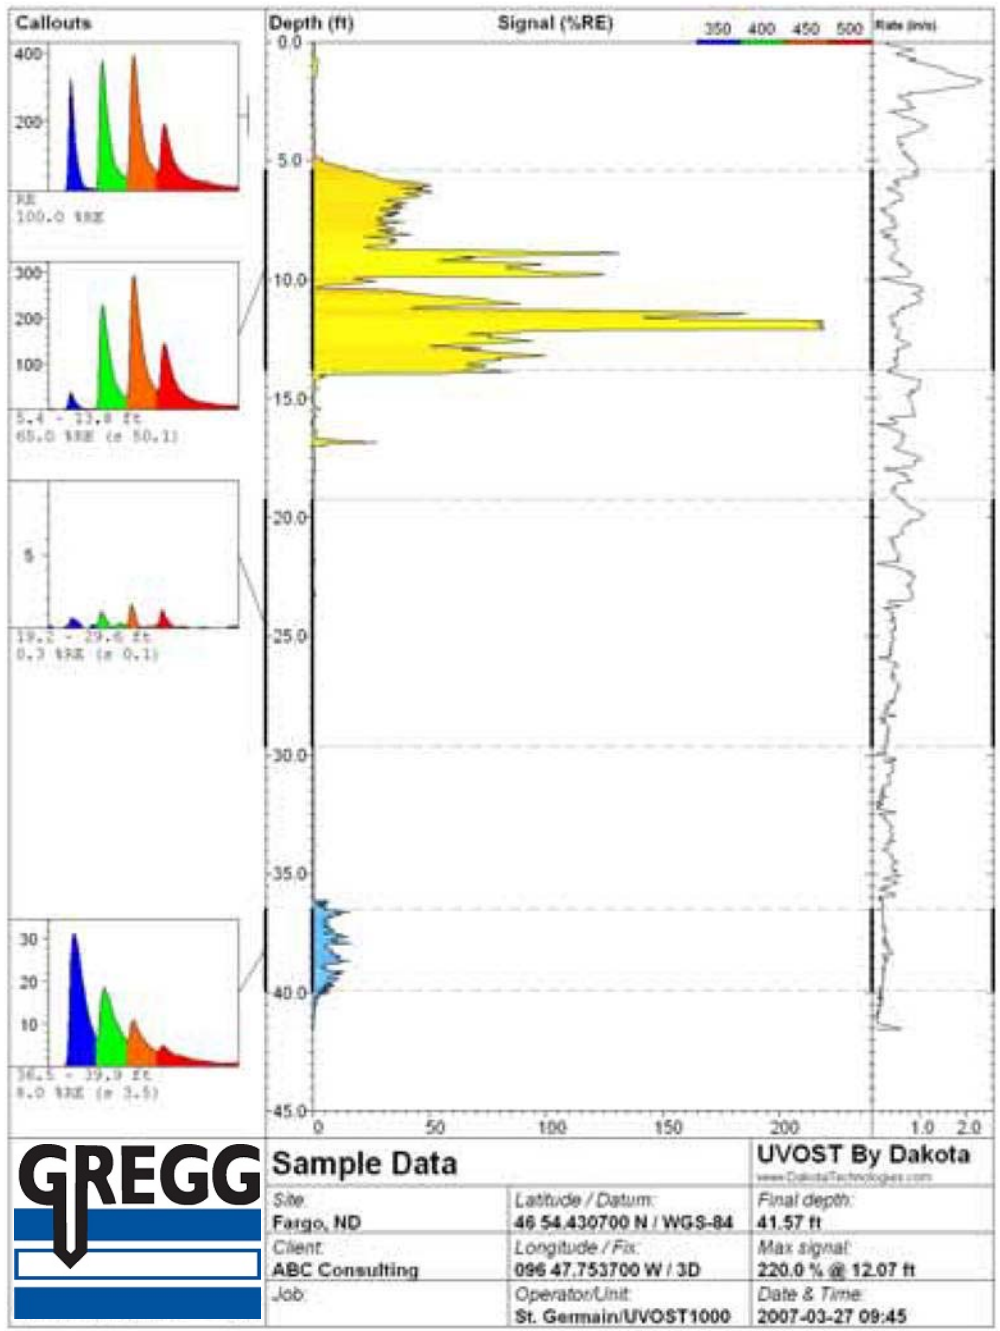 Callouts
Depth (ft)
Signal (%RE)
350 400 450 500
Rate (in/s)
400
200
RE
100.0 %RE
300
200
100
5.4 - 13.8 ft
65.0 %RE (s 50.1)
5
19.2 - 29.6 ft
0.3 %RE (s 0.1)
30
20
10
36.5 - 39.9 ft
8.0 %RE (s 3.5)
0.0
5.0
10.0
15.0
20.0
25.0
30.0
35.0
40.0
45.0
0 50 100 150 200
1.0 2.0
GREGG
Sample Data
UVOST By Dakota
www.DakotaTechnologies.com
Site:
Fargo, ND
Latitude / Datum:
46 54.430700 N / WGS-84
Final depth:
41.57 ft
Client:
ABC Consulting
Longitude / Fix:
096 47.753700 W / 3D
Max signal:
220.0 % @ 12.07 ft
Job:
Operator/Unit:
St. Germain/UVOST1000
Date & Time:
2007-03-27 09:45